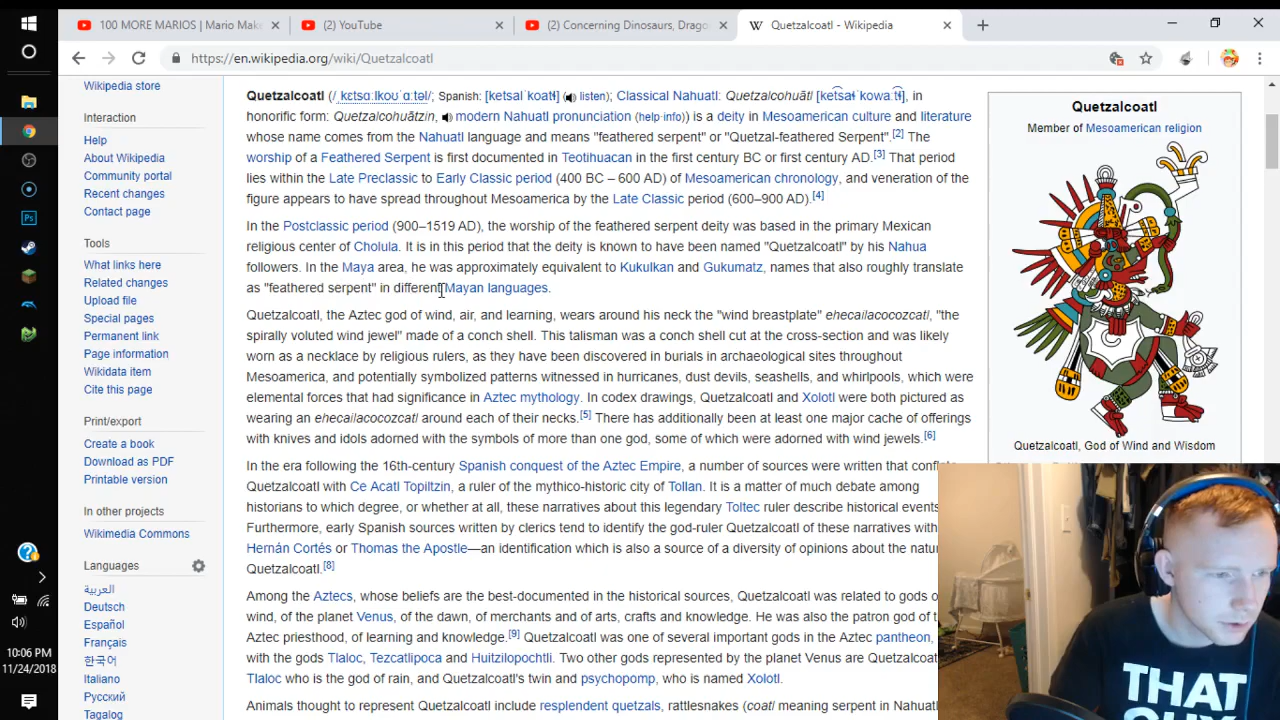 100 MORE MARIOS | Mario Make
(2) YouTube
(2) Concerning Dinosaurs, Drago
Quetzalcoatl - Wikipedia
https://en.wikipedia.org/wiki/Quetzalcoatl
Wikipedia store
Interaction
Help
About Wikipedia
Community portal
Recent changes
Contact page
Tools
What links here
Related changes
Upload file
Special pages
Permanent link
Page information
Wikidata item
Cite this page
Print/export
Create a book
Download as PDF
Printable version
In other projects
Wikimedia Commons
Languages
العربية
Deutsch
Español
Français
한국어
Italiano
Русский
Tagalog
Quetzalcoatl (/ˌkɛtsɑːlkoʊˈɑːtəl/; Spanish: [ketsalˈkoatɬ] (listen); Classical Nahuatl: Quetzalcohuātl [ketsaɬˈkowaːtɬ], in
honorific form: Quetzalcohuātzin, modern Nahuatl pronunciation (help·info)) is a deity in Mesoamerican culture and literature
whose name comes from the Nahuatl language and means "feathered serpent" or "Quetzal-feathered Serpent".[2] The
worship of a Feathered Serpent is first documented in Teotihuacan in the first century BC or first century AD.[3] That period
lies within the Late Preclassic to Early Classic period (400 BC – 600 AD) of Mesoamerican chronology, and veneration of the
figure appears to have spread throughout Mesoamerica by the Late Classic period (600–900 AD).[4]
In the Postclassic period (900–1519 AD), the worship of the feathered serpent deity was based in the primary Mexican
religious center of Cholula. It is in this period that the deity is known to have been named "Quetzalcoatl" by his Nahua
followers. In the Maya area, he was approximately equivalent to Kukulkan and Gukumatz, names that also roughly translate
as "feathered serpent" in different Mayan languages.
Quetzalcoatl, the Aztec god of wind, air, and learning, wears around his neck the "wind breastplate" ehecailacocozcatl, "the
spirally voluted wind jewel" made of a conch shell. This talisman was a conch shell cut at the cross-section and was likely
worn as a necklace by religious rulers, as they have been discovered in burials in archaeological sites throughout
Mesoamerica, and potentially symbolized patterns witnessed in hurricanes, dust devils, seashells, and whirlpools, which were
elemental forces that had significance in Aztec mythology. In codex drawings, Quetzalcoatl and Xolotl were both pictured as
wearing an ehecailacocozcatl around each of their necks.[5] There has additionally been at least one major cache of offerings
with knives and idols adorned with the symbols of more than one god, some of which were adorned with wind jewels.[6]
In the era following the 16th-century Spanish conquest of the Aztec Empire, a number of sources were written that confl
Quetzalcoatl with Ce Acatl Topiltzin, a ruler of the mythico-historic city of Tollan. It is a matter of much debate among
historians to which degree, or whether at all, these narratives about this legendary Toltec ruler describe historical events.
Furthermore, early Spanish sources written by clerics tend to identify the god-ruler Quetzalcoatl of these narratives with
Hernán Cortés or Thomas the Apostle—an identification which is also a source of a diversity of opinions about the natu
Quetzalcoatl.[8]
Among the Aztecs, whose beliefs are the best-documented in the historical sources, Quetzalcoatl was related to gods o
wind, of the planet Venus, of the dawn, of merchants and of arts, crafts and knowledge. He was also the patron god of
Aztec priesthood, of learning and knowledge.[9] Quetzalcoatl was one of several important gods in the Aztec pantheon,
with the gods Tlaloc, Tezcatlipoca and Huitzilopochtli. Two other gods represented by the planet Venus are Quetzalcoa
Tlaloc who is the god of rain, and Quetzalcoatl's twin and psychopomp, who is named Xolotl.
Animals thought to represent Quetzalcoatl include resplendent quetzals, rattlesnakes (coatl meaning serpent in Nahuatl
Quetzalcoatl
Member of Mesoamerican religion
Quetzalcoatl, God of Wind and Wisdom
THAT
10:06 PM
11/24/2018